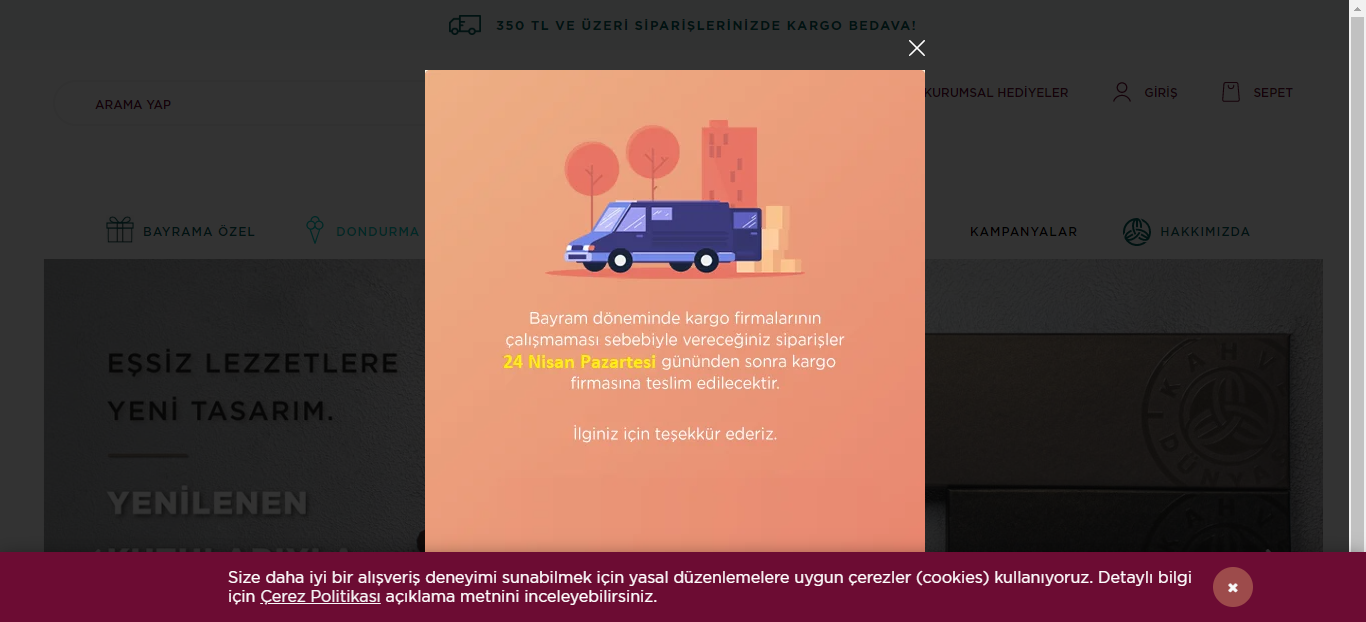 350 TL VE ÜZERİ SİPARİŞLERİNİZDE KARGO BEDAVA!
ARAMA YAP
KURUMSAL HEDİYELER
GİRİŞ
SEPET
BAYRAMA ÖZEL
DONDURMA
KAMPANYALAR
HAKKIMIZDA
EŞSİZ LEZZETLERE
YENİ TASARIM.
YENİLENEN
Bayram döneminde kargo firmalarının
çalışmaması sebebiyle vereceğiniz siparişler
24 Nisan Pazartesi gününden sonra kargo
firmasına teslim edilecektir.
İlginiz için teşekkür ederiz.
Size daha iyi bir alışveriş deneyimi sunabilmek için yasal düzenlemelere uygun çerezler (cookies) kullanıyoruz. Detaylı bilgi
için Çerez Politikası açıklama metnini inceleyebilirsiniz.